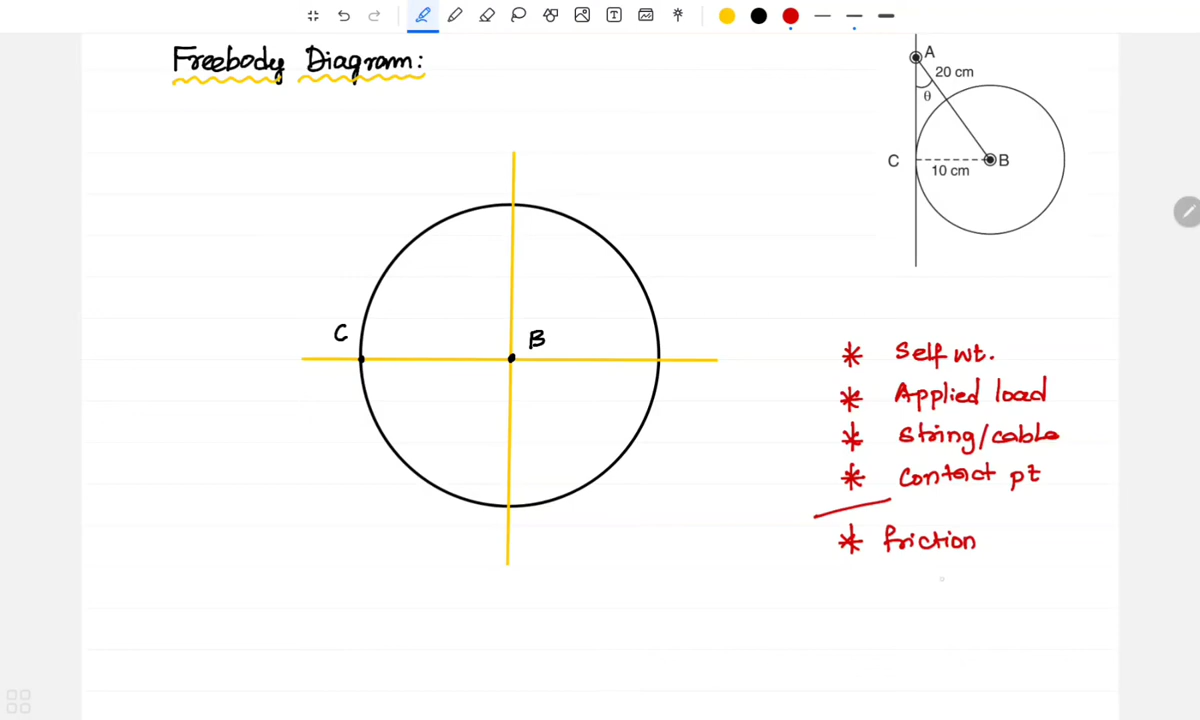 Freebody Diagram:
A
20 cm
θ
C
B
10 cm
C
B
* Self wt.
* Applied load
* String/cable
* Contact pt
* friction